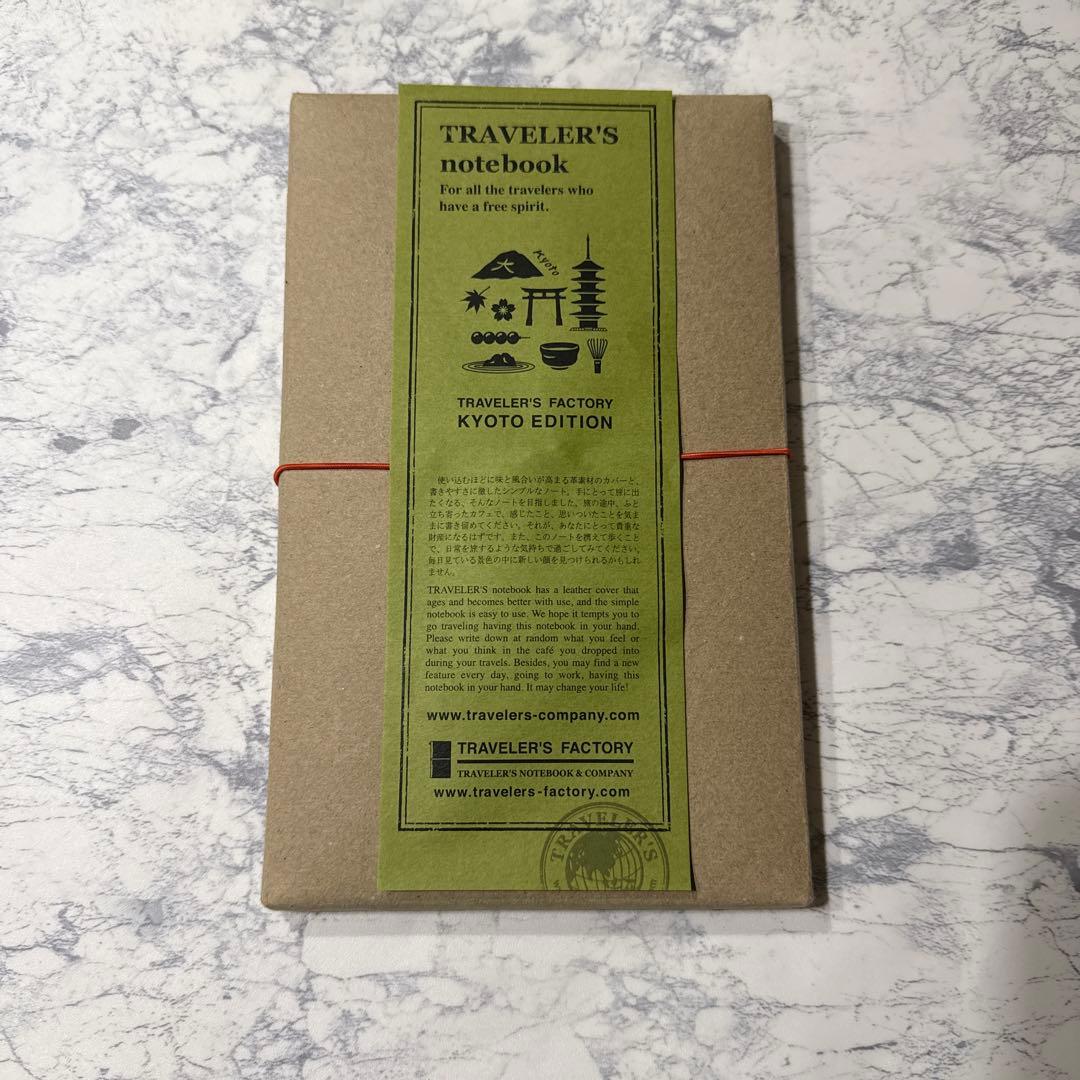 TRAVELER'S
notebook
For all the travelers who
have a free spirit.
大
Kyoto
TRAVELER'S FACTORY
KYOTO EDITION
使い込むほどに味と風合いが高まる革素材のカバーと、
書きやすさに徹したシンプルなノート。手にとって旅に出
たくなる、そんなノートを目指しました。旅の途中、ふと
立ち寄ったカフェで、感じたこと、思いついたことを気ま
まに書き留めてください。それが、あなたにとって貴重な
財産になるはずです。また、このノートを携えて歩くこと
で、日常を旅するような気持ちで過ごしてみてください。
毎日見ている景色の中に新しい顔を見つけられるかもしれ
ません。
TRAVELER'S notebook has a leather cover that
ages and becomes better with use, and the simple
notebook is easy to use. We hope it tempts you to
go traveling having this notebook in your hand.
Please write down at random what you feel or
what you think in the café you dropped into
during your travels. Besides, you may find a new
feature every day, going to work, having this
notebook in your hand. It may change your life!
www.travelers-company.com
TRAVELER'S FACTORY
TRAVELER'S NOTEBOOK & COMPANY
www.travelers-factory.com
TRAVELER'S